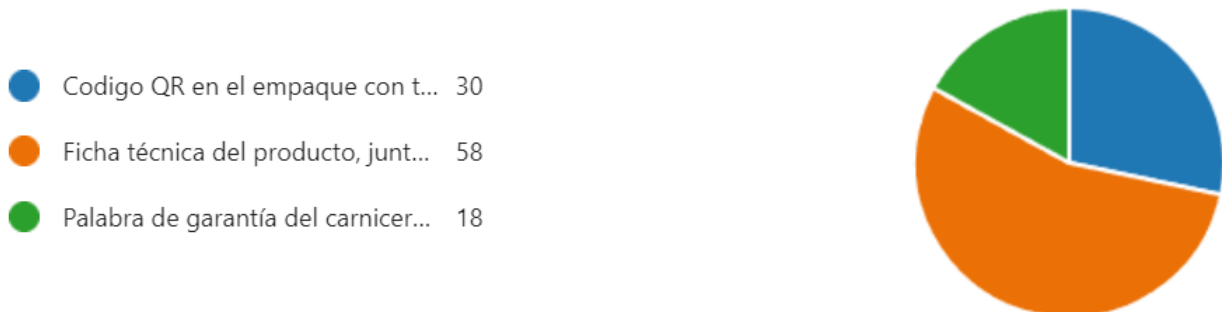 Codigo QR en el empaque con t... 30
Ficha técnica del producto, junt... 58
Palabra de garantía del carnicer... 18